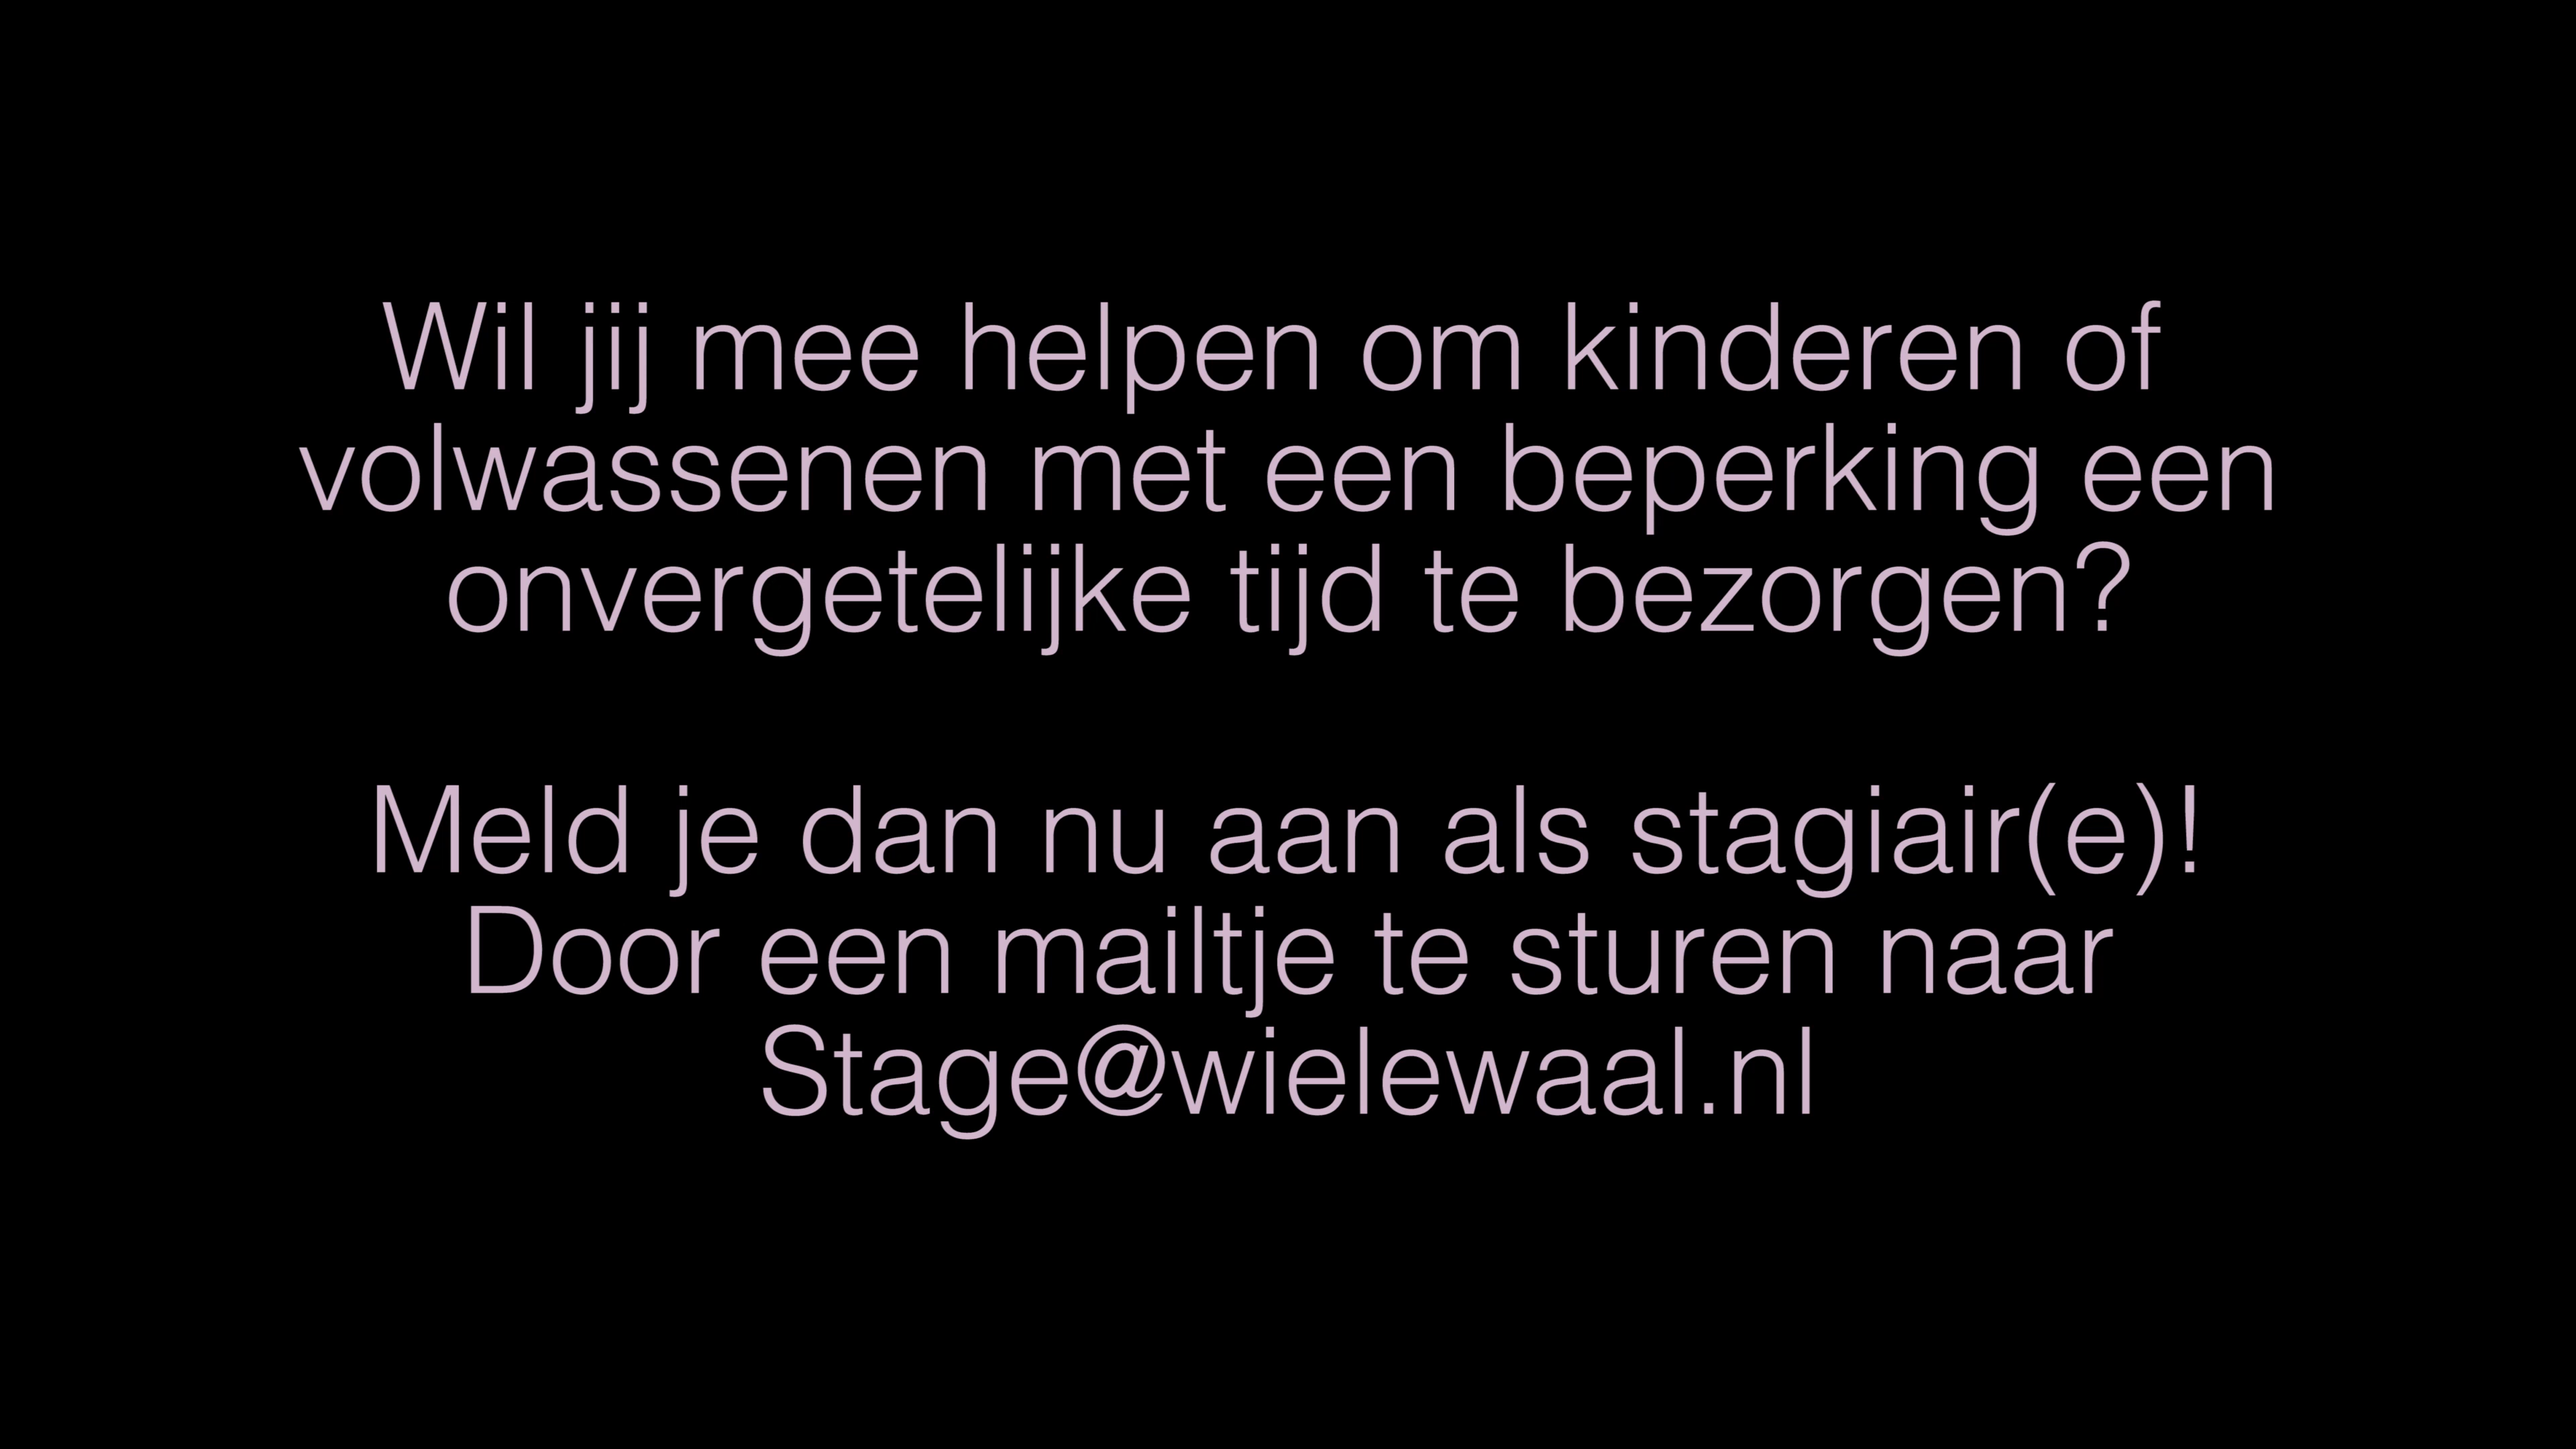 Wil jij mee helpen om kinderen of
volwassenen met een beperking een
onvergetelijke tijd te bezorgen?
Meld je dan nu aan als stagiair(e)!
Door een mailtje te sturen naar
Stage@wielewaal.nl